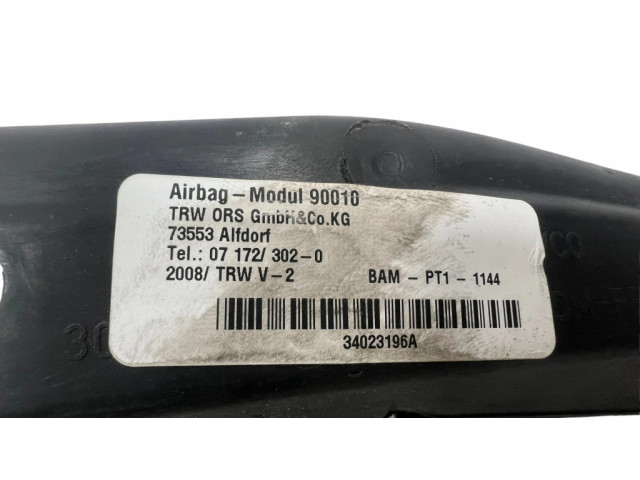 Airbag – Modul 90010
TRW ORS GmbH&Co.KG
73553 Alfdorf
Tel.: 07 172/ 302-0
2008/ TRW V-2 BAM - PT1 - 1144
34023196A
30